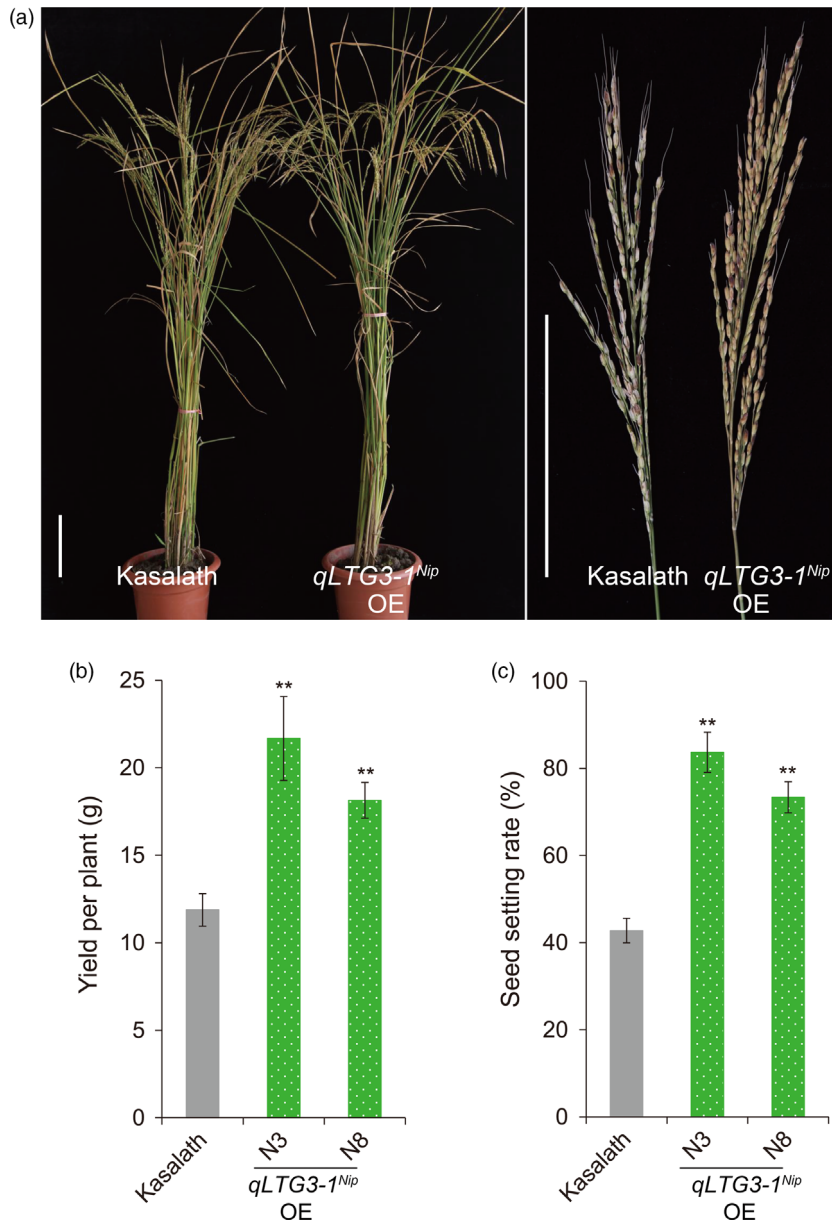 (a)
Kasalath
qLTG3-1Nip
OE
Kasalath
qLTG3-1Nip
OE
(b)
25
20
15
10
5
0
Yield per plant (g)
**
**
Kasalath
N3
N8
qLTG3-1Nip
OE
(c)
100
80
60
40
20
0
Seed setting rate (%)
**
**
Kasalath
N3
N8
qLTG3-1Nip
OE